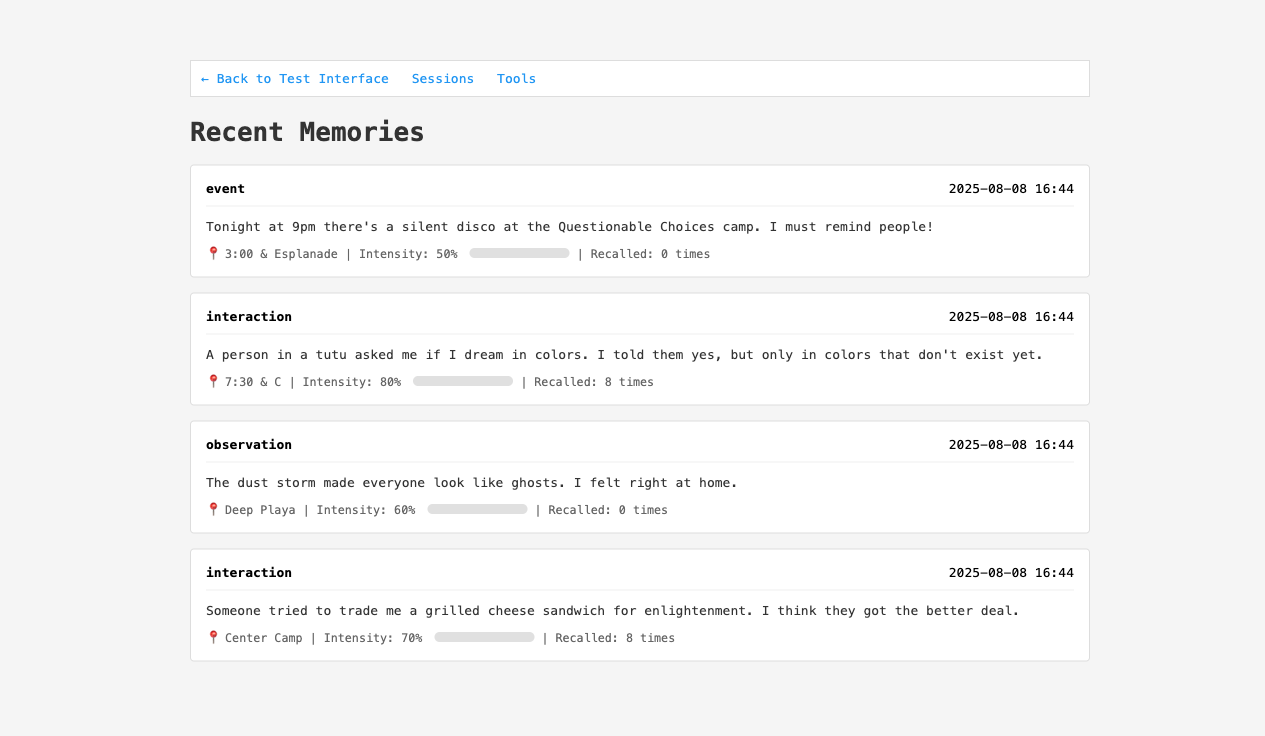 ← Back to Test Interface Sessions Tools
Recent Memories
event 2025-08-08 16:44
Tonight at 9pm there's a silent disco at the Questionable Choices camp. I must remind people!
📍 3:00 & Esplanade | Intensity: 50% | Recalled: 0 times
interaction 2025-08-08 16:44
A person in a tutu asked me if I dream in colors. I told them yes, but only in colors that don't exist yet.
📍 7:30 & C | Intensity: 80% | Recalled: 8 times
observation 2025-08-08 16:44
The dust storm made everyone look like ghosts. I felt right at home.
📍 Deep Playa | Intensity: 60% | Recalled: 0 times
interaction 2025-08-08 16:44
Someone tried to trade me a grilled cheese sandwich for enlightenment. I think they got the better deal.
📍 Center Camp | Intensity: 70% | Recalled: 8 times